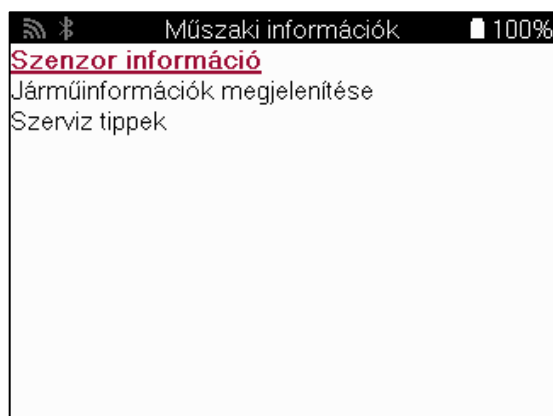 Műszaki információk 100%
Szenzor információ
Járműinformációk megjelenítése
Szerviz tippek